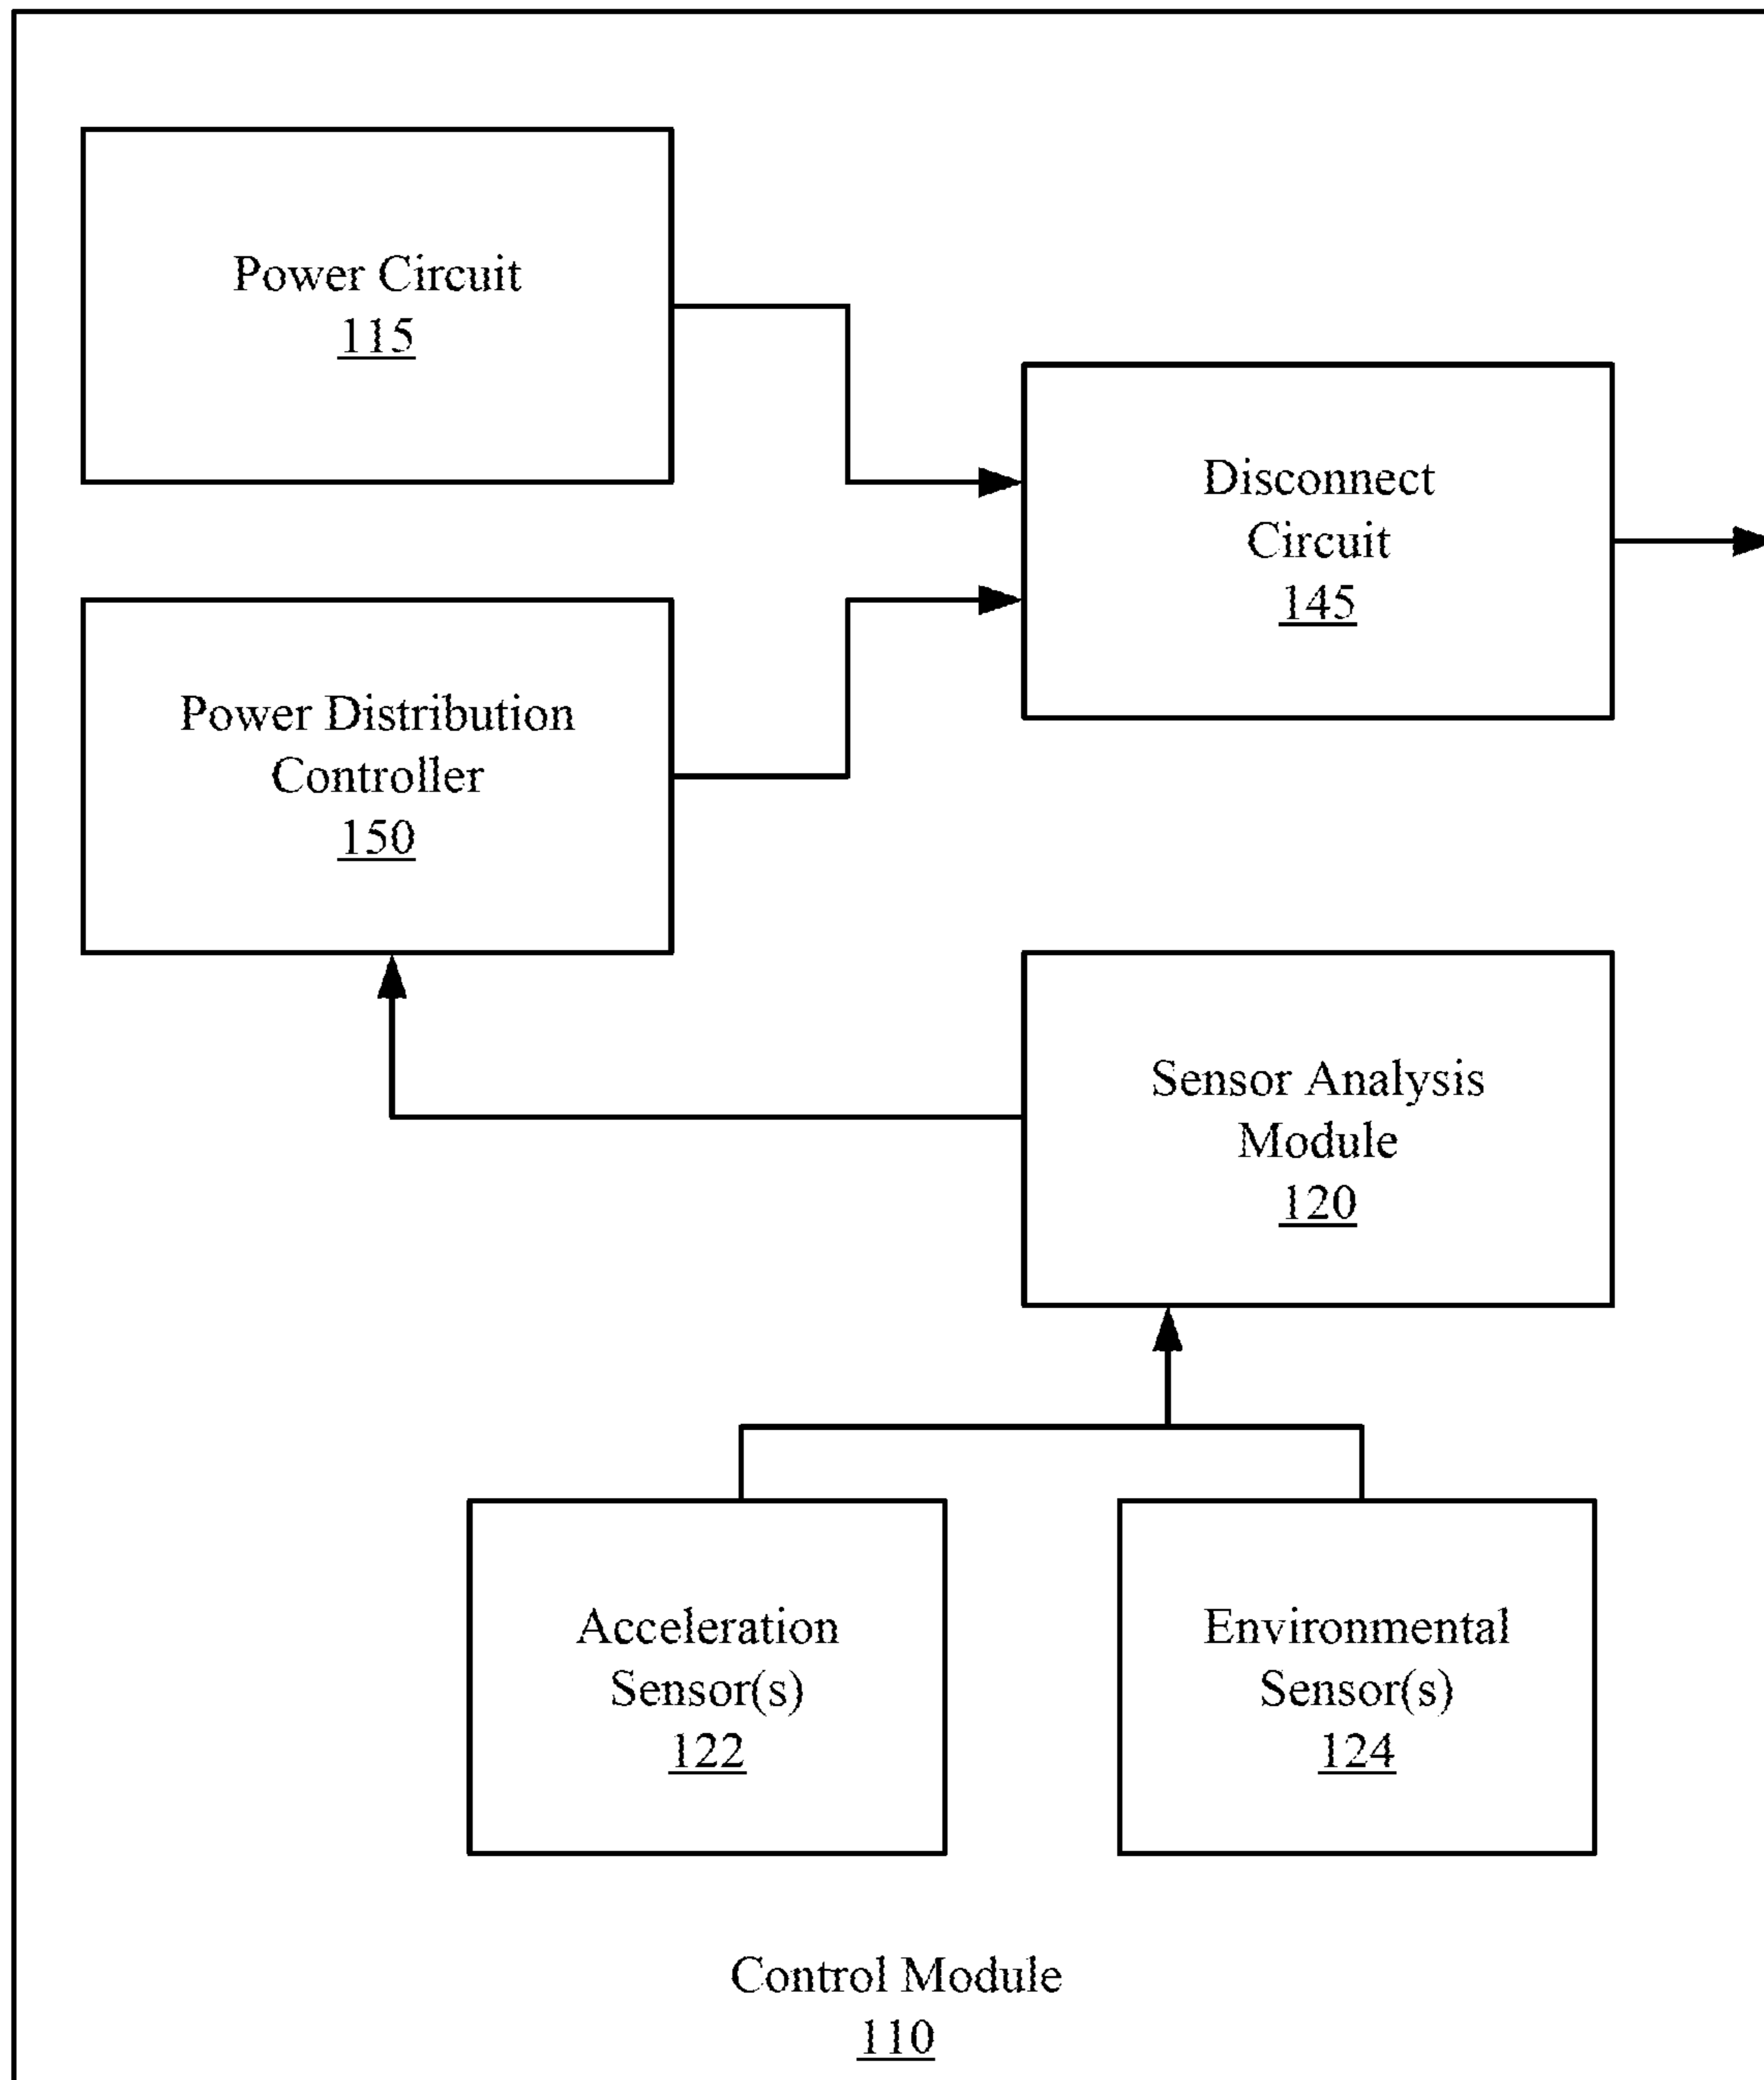 Power Circuit
115
Disconnect
Circuit
145
Power Distribution
Controller
150
Sensor Analysis
Module
120
Acceleration
Sensor(s)
122
Environmental
Sensor(s)
124
Control Module
110